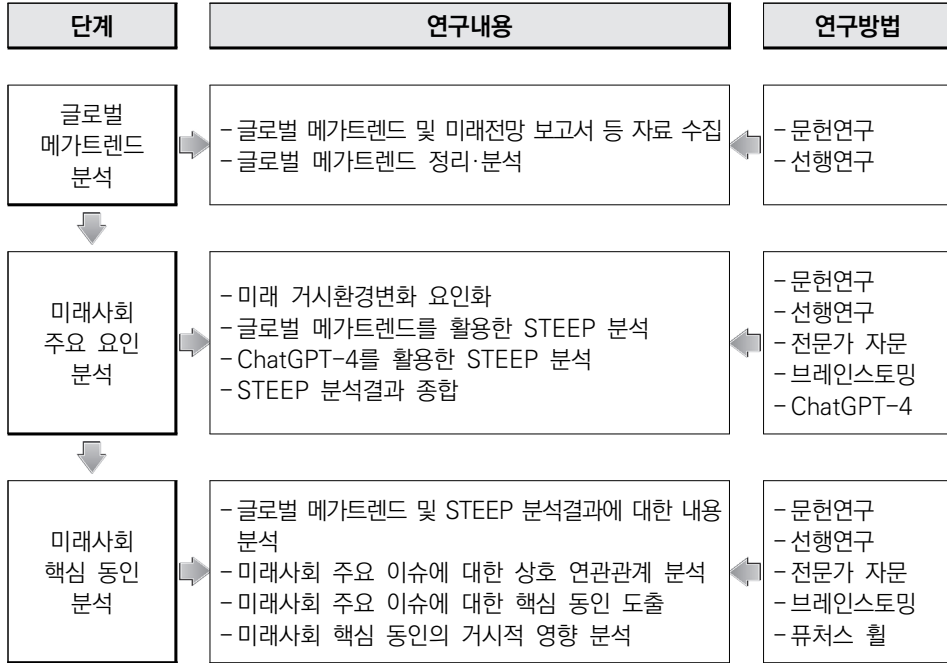 단계
연구내용
연구방법
글로벌
메가트렌드
분석
-글로벌 메가트렌드 및 미래전망 보고서 등 자료 수집
-글로벌 메가트렌드 정리·분석
-문헌연구
-선행연구
미래사회
주요 요인
분석
-미래 거시환경변화 요인화
-글로벌 메가트렌드를 활용한 STEEP 분석
-ChatGPT-4를 활용한 STEEP 분석
-STEEP 분석결과 종합
-문헌연구
-선행연구
-전문가 자문
-브레인스토밍
-ChatGPT-4
미래사회
핵심 동인
분석
-글로벌 메가트렌드 및 STEEP 분석결과에 대한 내용
분석
-미래사회 주요 이슈에 대한 상호 연관관계 분석
-미래사회 주요 이슈에 대한 핵심 동인 도출
-미래사회 핵심 동인의 거시적 영향 분석
-문헌연구
-선행연구
-전문가 자문
-브레인스토밍
-퓨처스 휠